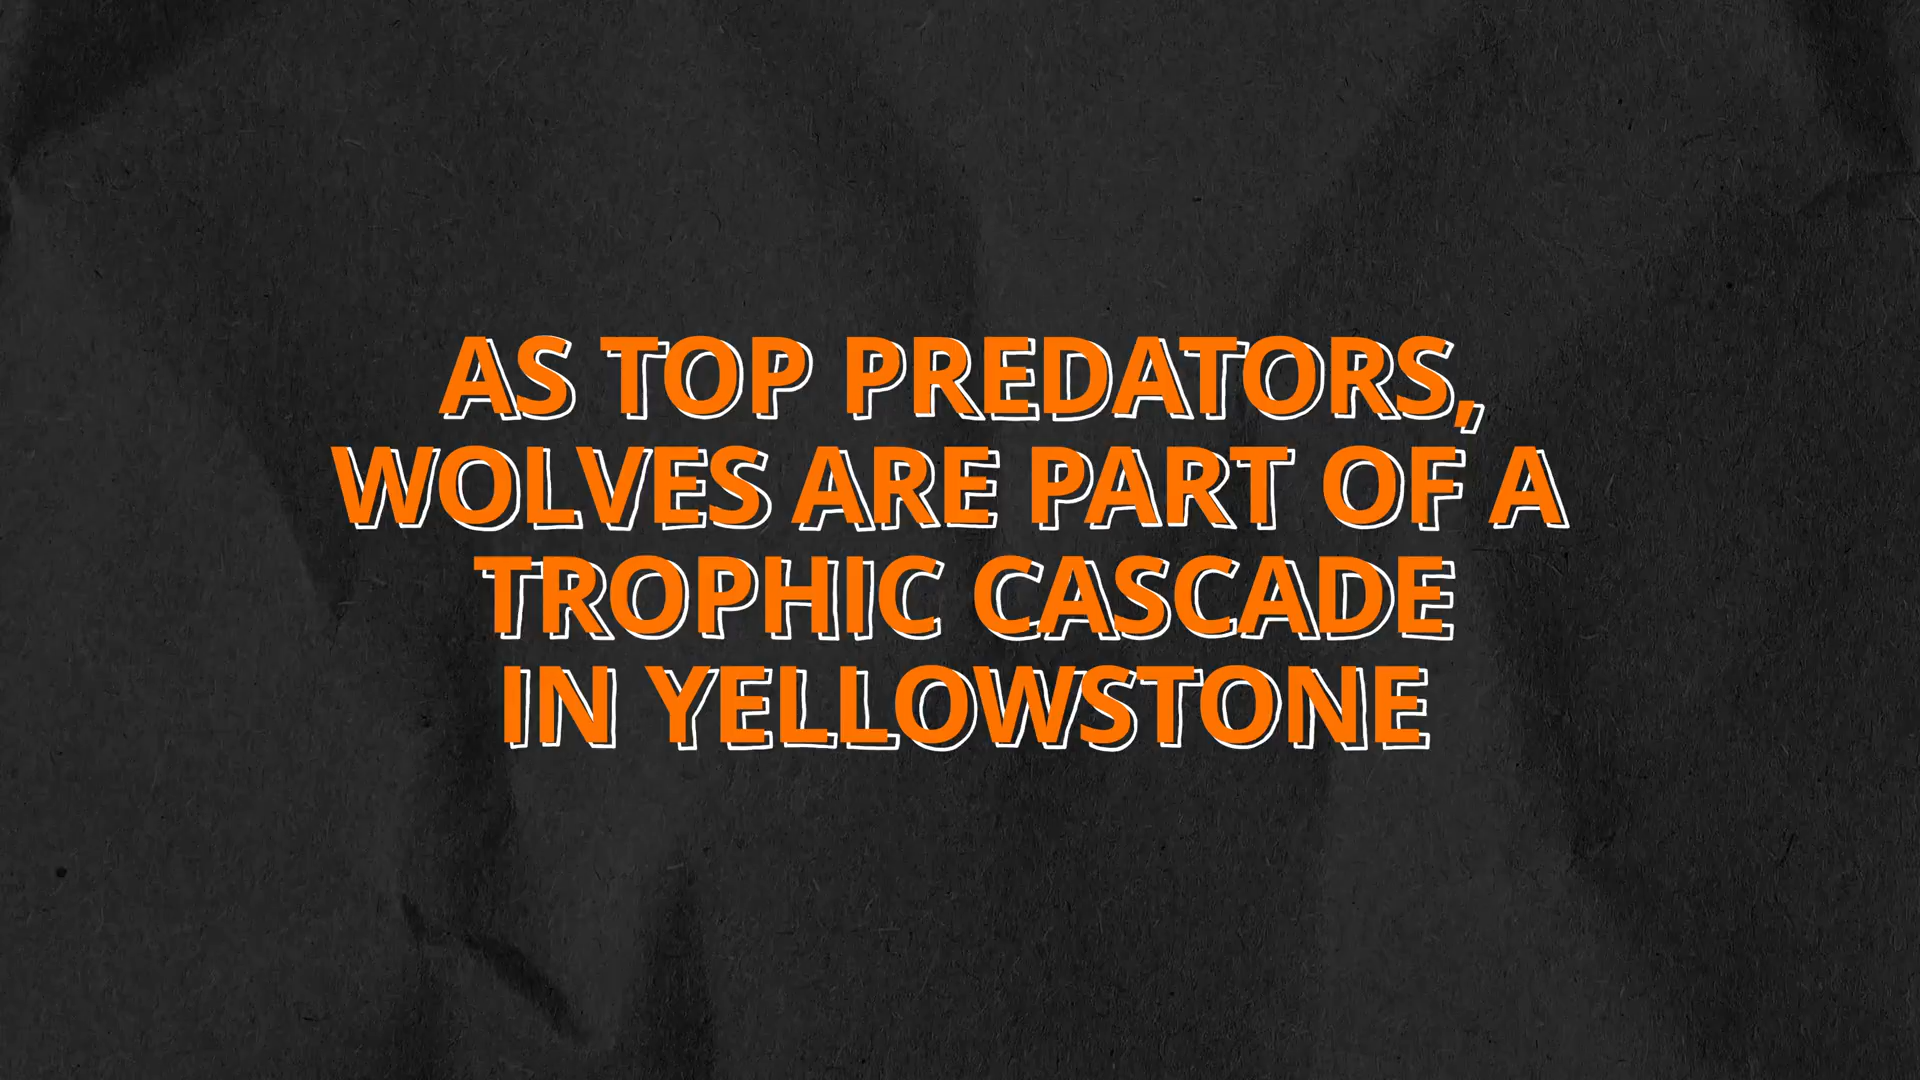 AS TOP PREDATORS,
WOLVES ARE PART OF A
TROPHIC CASCADE
IN YELLOWSTONE